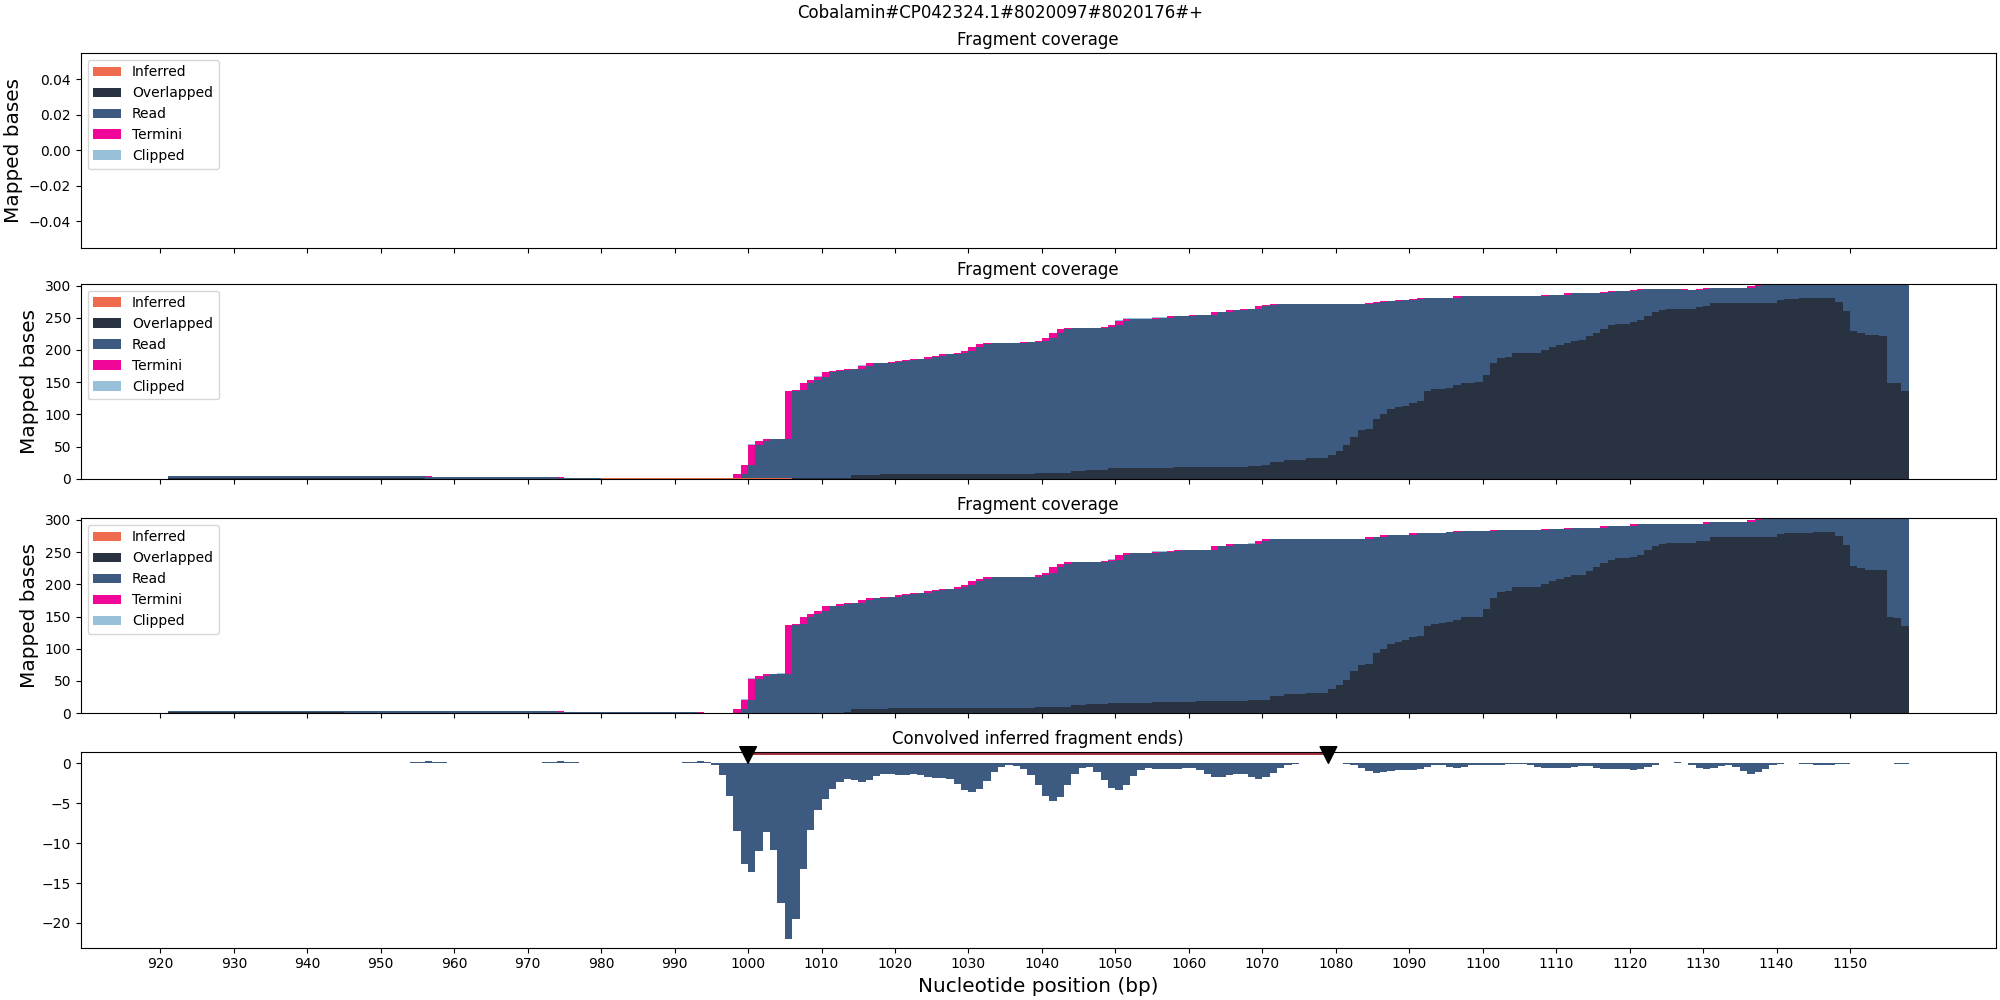 Cobalamin#CP042324.1#8020097#8020176#+
Fragment coverage
Mapped bases
0.04
0.02
0.00
−0.02
−0.04
Inferred
Overlapped
Read
Termini
Clipped
Fragment coverage
Mapped bases
300
250
200
150
100
50
0
Inferred
Overlapped
Read
Termini
Clipped
Fragment coverage
Mapped bases
300
250
200
150
100
50
0
Inferred
Overlapped
Read
Termini
Clipped
Convolved inferred fragment ends)
0
−5
−10
−15
−20
920 930 940 950 960 970 980 990 1000 1010 1020 1030 1040 1050 1060 1070 1080 1090 1100 1110 1120 1130 1140 1150
Nucleotide position (bp)